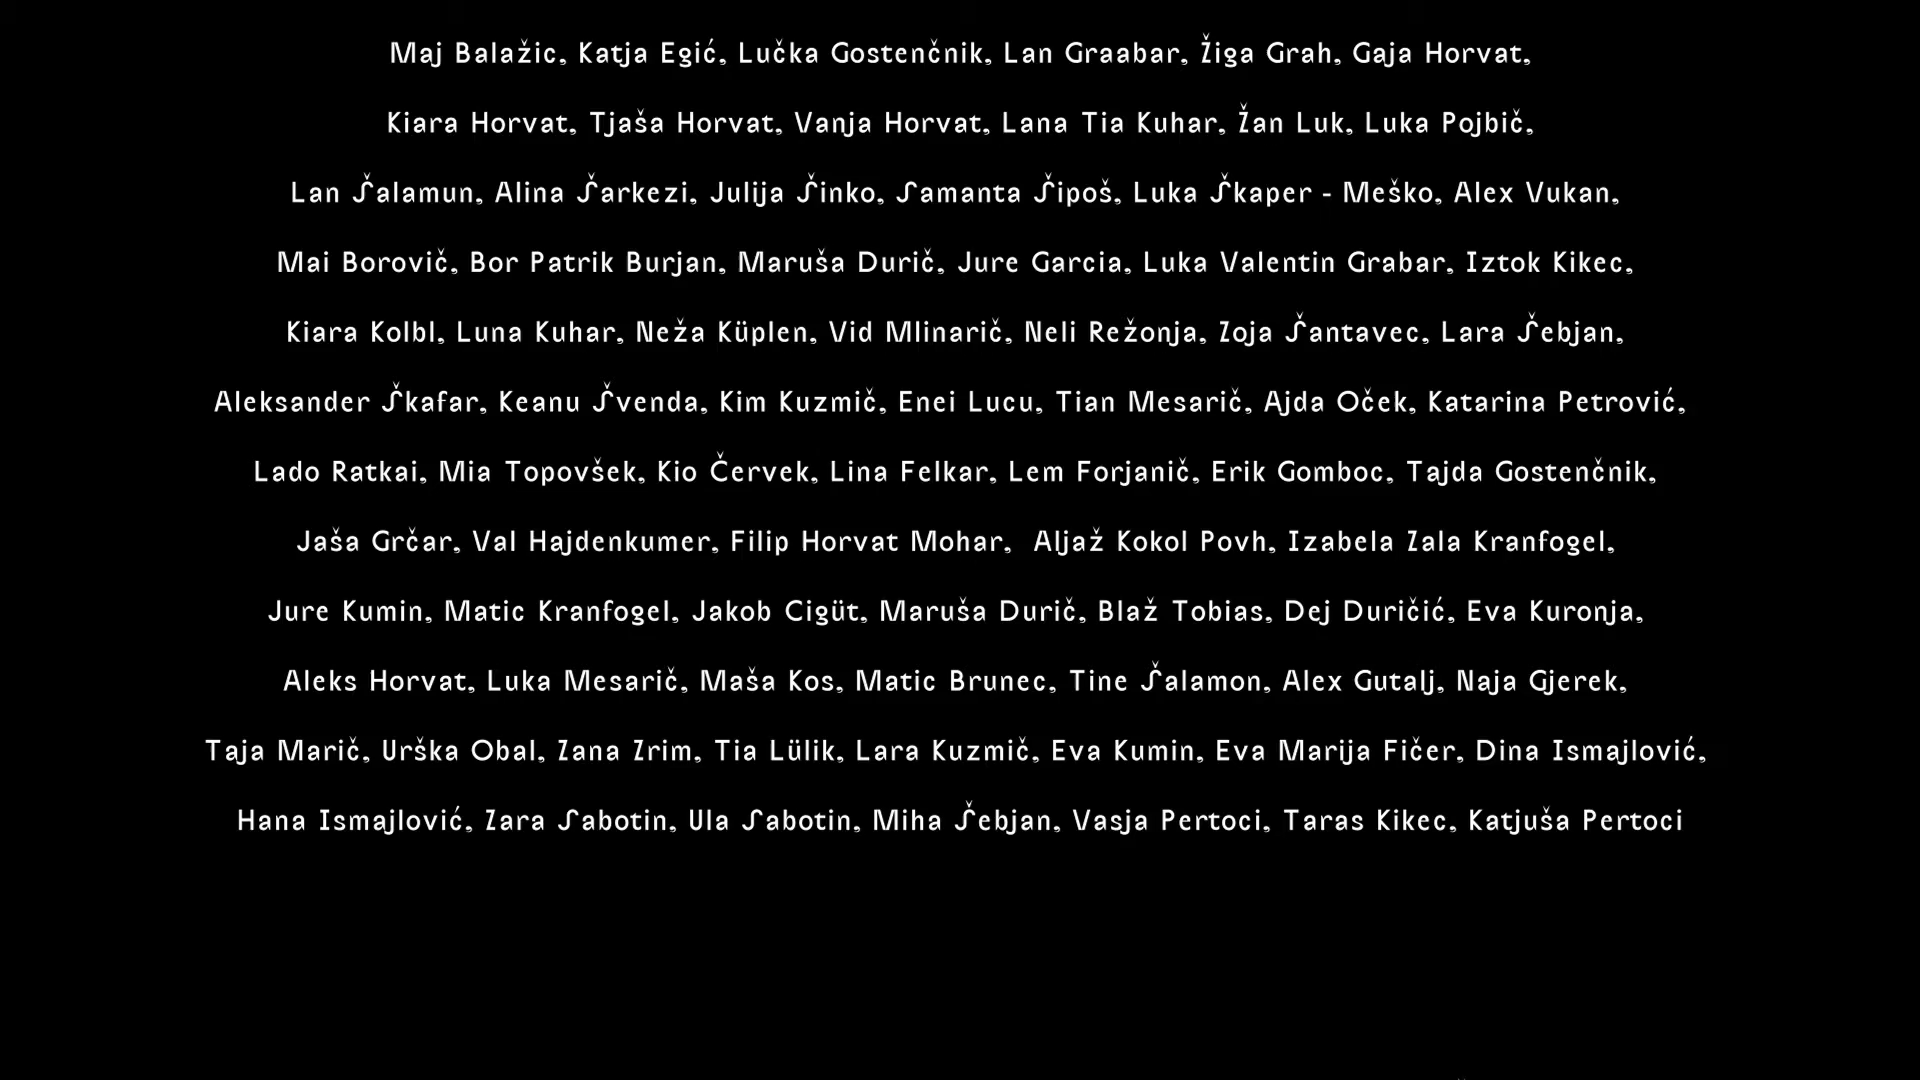 Maj Balažic, Katja Egić, Lučka Gostenčnik, Lan Graabar, Žiga Grah, Gaja Horvat,
Kiara Horvat, Tjaša Horvat, Vanja Horvat, Lana Tia Kuhar, Žan Luk, Luka Pojbič,
Lan Šalamun, Alina Šarkezi, Julija Šinko, Samanta Šipoš, Luka Škaper - Meško, Alex Vukan,
Mai Borovič, Bor Patrik Burjan, Maruša Durič, Jure Garcia, Luka Valentin Grabar, Iztok Kikec,
Kiara Kolbl, Luna Kuhar, Neža Küplen, Vid Mlinarič, Neli Režonja, Zoja Šantavec, Lara Šebjan,
Aleksander Škafar, Keanu Švenda, Kim Kuzmič, Enei Lucu, Tian Mesarič, Ajda Oček, Katarina Petrović,
Lado Ratkai, Mia Topovšek, Kio Červek, Lina Felkar, Lem Forjanič, Erik Gomboc, Tajda Gostenčnik,
Jaša Grčar, Val Hajdenkumer, Filip Horvat Mohar,  Aljaž Kokol Povh, Izabela Zala Kranfogel,
Jure Kumin, Matic Kranfogel, Jakob Cigüt, Maruša Durič, Blaž Tobias, Dej Duričić, Eva Kuronja,
Aleks Horvat, Luka Mesarič, Maša Kos, Matic Brunec, Tine Šalamon, Alex Gutalj, Naja Gjerek,
Taja Marič, Urška Obal, Zana Zrim, Tia Lülik, Lara Kuzmič, Eva Kumin, Eva Marija Fičer, Dina Ismajlović,
Hana Ismajlović, Zara Sabotin, Ula Sabotin, Miha Šebjan, Vasja Pertoci, Taras Kikec, Katjuša Pertoci